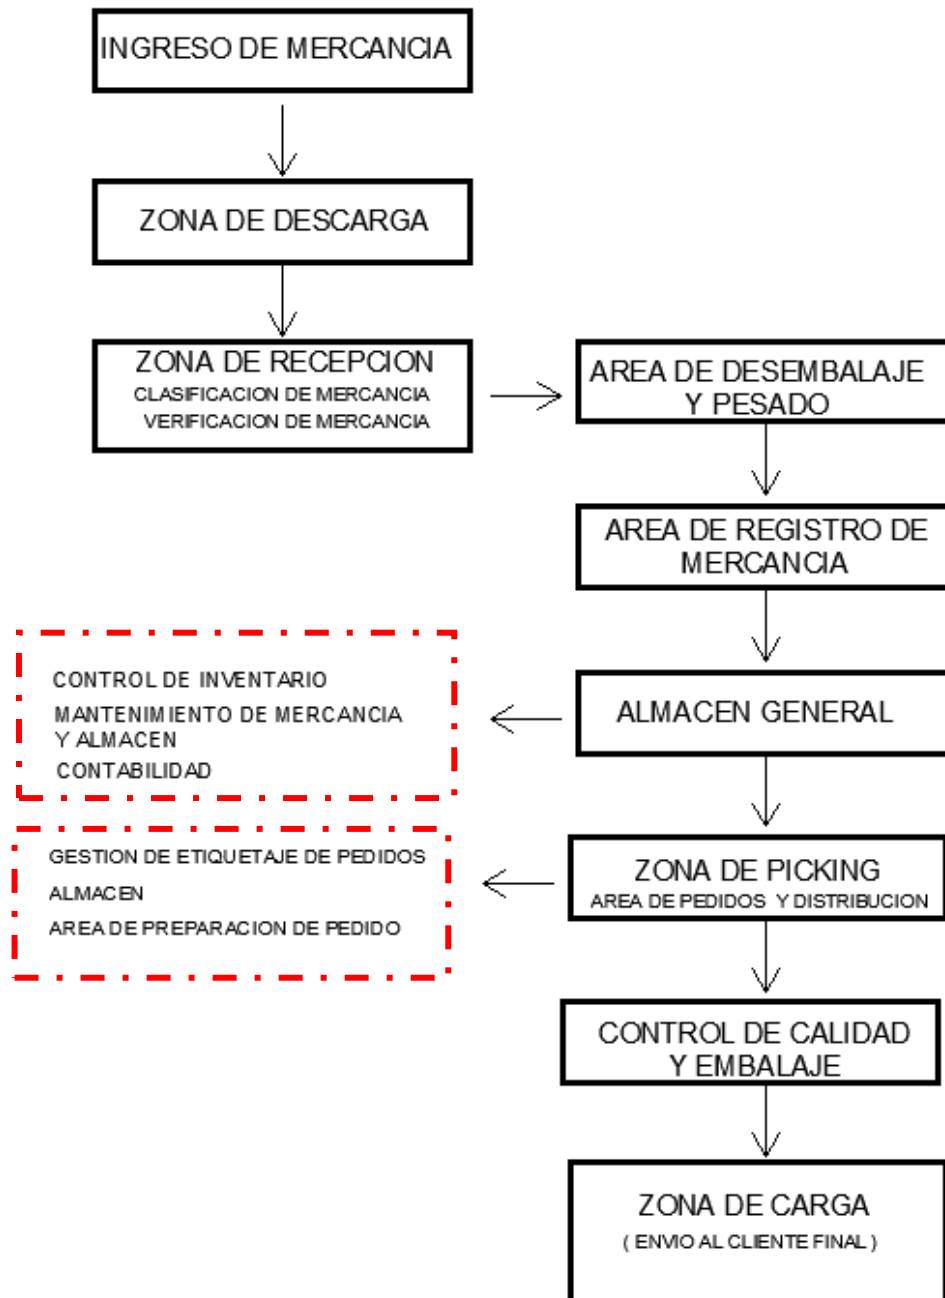 INGRESO DE MERCANCIA
ZONA DE DESCARGA
ZONA DE RECEPCION
CLASIFICACION DE MERCANCIA
VERIFICACION DE MERCANCIA
AREA DE DESEMBALAJE
Y PESADO
AREA DE REGISTRO DE
MERCANCIA
ALMACEN GENERAL
CONTROL DE INVENTARIO
MANTENIMIENTO DE MERCANCIA
Y ALMACEN
CONTABILIDAD
ZONA DE PICKING
AREA DE PEDIDOS Y DISTRIBUCION
GESTION DE ETIQUETAJE DE PEDIDOS
ALMACEN
AREA DE PREPARACION DE PEDIDO
CONTROL DE CALIDAD
Y EMBALAJE
ZONA DE CARGA
( ENVIO AL CLIENTE FINAL )